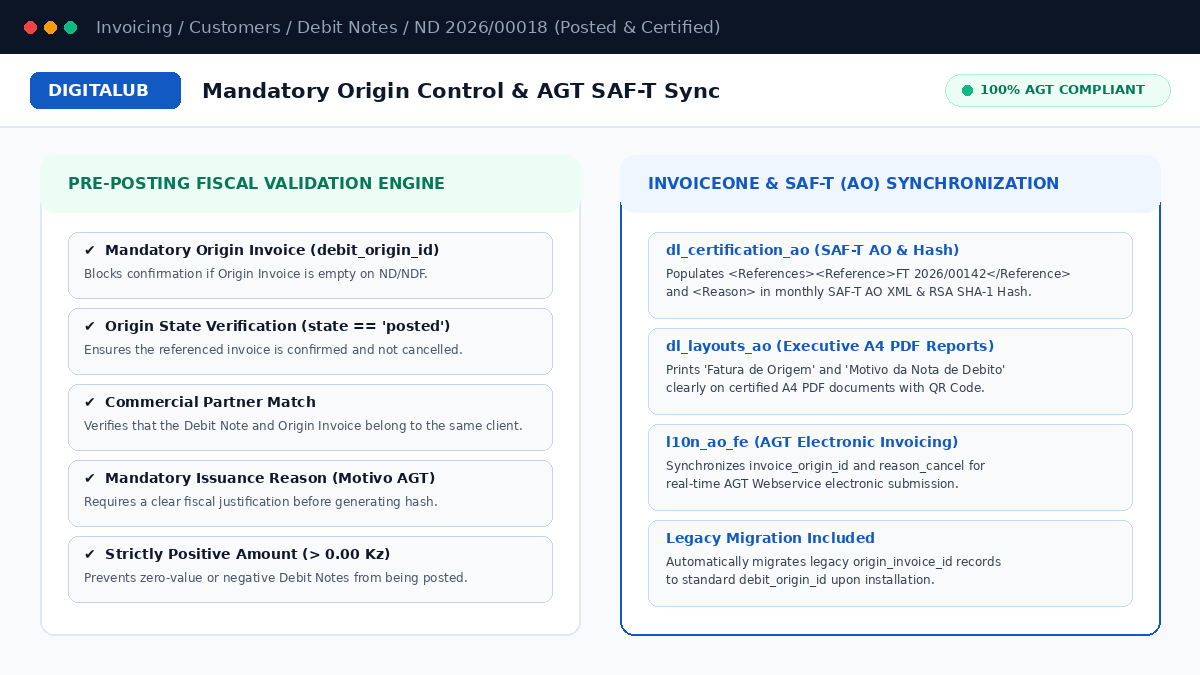 Invoicing / Customers / Debit Notes / ND 2026/00018 (Posted & Certified)
DIGITALUB
Mandatory Origin Control & AGT SAF-T Sync
100% AGT COMPLIANT
PRE-POSTING FISCAL VALIDATION ENGINE
✔ Mandatory Origin Invoice (debit_origin_id)
Blocks confirmation if Origin Invoice is empty on ND/NDF.
✔ Origin State Verification (state == 'posted')
Ensures the referenced invoice is confirmed and not cancelled.
✔ Commercial Partner Match
Verifies that the Debit Note and Origin Invoice belong to the same client.
✔ Mandatory Issuance Reason (Motivo AGT)
Requires a clear fiscal justification before generating hash.
✔ Strictly Positive Amount (> 0.00 Kz)
Prevents zero-value or negative Debit Notes from being posted.
INVOICEONE & SAF-T (AO) SYNCHRONIZATION
dl_certification_ao (SAF-T AO & Hash)
Populates <References><Reference>FT 2026/00142</Reference>
and <Reason> in monthly SAF-T AO XML & RSA SHA-1 Hash.
dl_layouts_ao (Executive A4 PDF Reports)
Prints 'Fatura de Origem' and 'Motivo da Nota de Debito'
clearly on certified A4 PDF documents with QR Code.
l10n_ao_fe (AGT Electronic Invoicing)
Synchronizes invoice_origin_id and reason_cancel for
real-time AGT Webservice electronic submission.
Legacy Migration Included
Automatically migrates legacy origin_invoice_id records
to standard debit_origin_id upon installation.